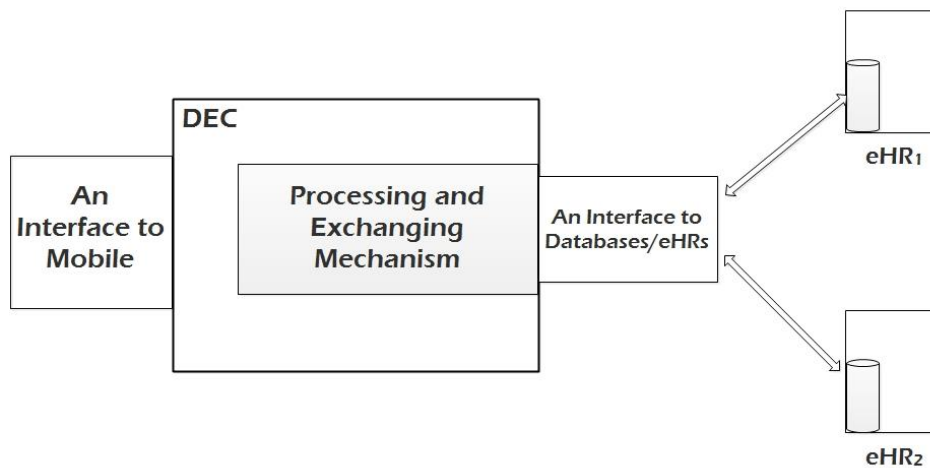 DEC
An
Interface to
Mobile
Processing and
Exchanging
Mechanism
An Interface to
Databases/eHRs
eHR1
eHR2